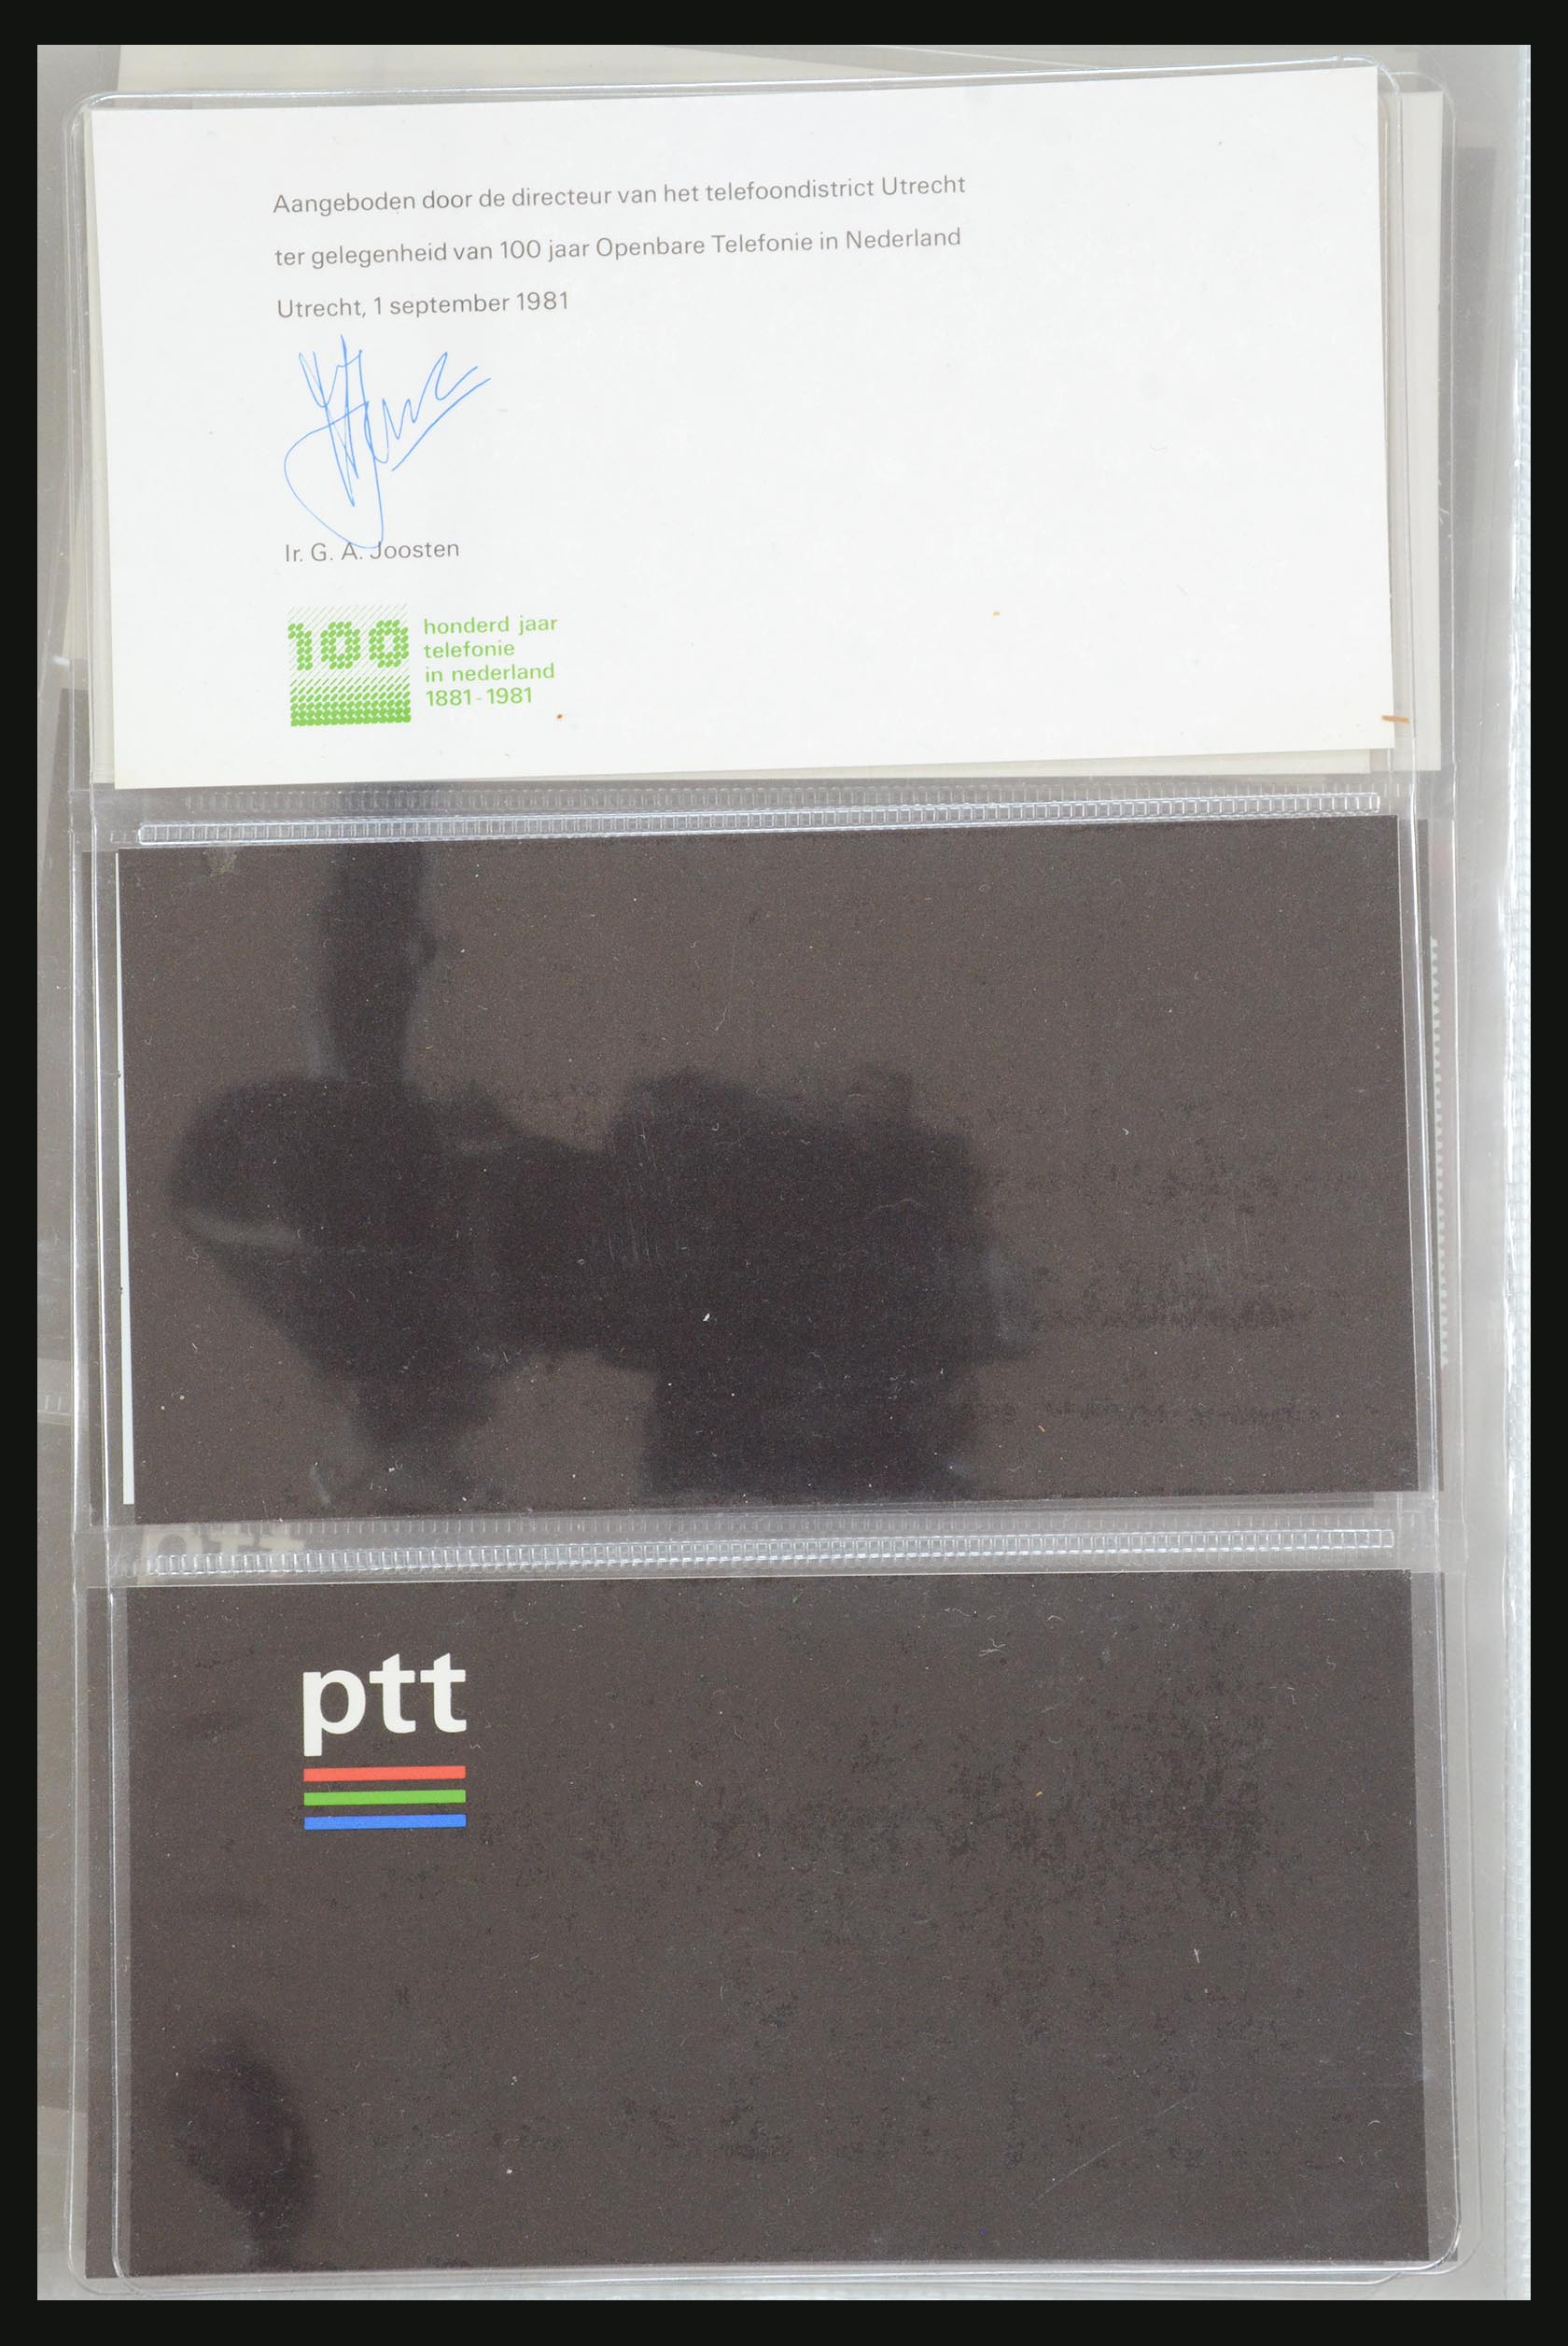 Aangeboden door de directeur van het telefoondistrict Utrecht
ter gelegenheid van 100 jaar Openbare Telefonie in Nederland
Utrecht, 1 september 1981
Ir. G. A. Joosten
100
honderd jaar
telefonie
in nederland
1881-1981
ptt